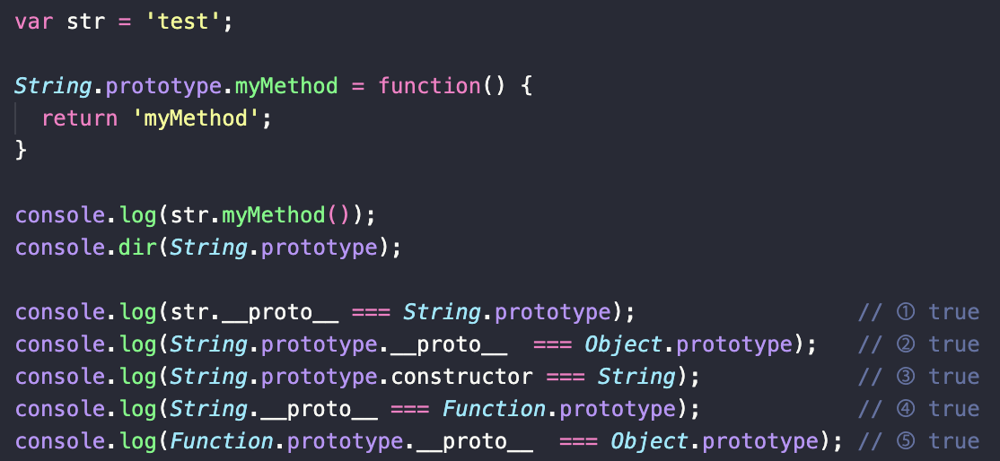 var str = 'test';

String.prototype.myMethod = function() {
  return 'myMethod';
}

console.log(str.myMethod());
console.dir(String.prototype);

console.log(str.__proto__ === String.prototype);                 // ① true
console.log(String.prototype.__proto__  === Object.prototype);   // ② true
console.log(String.prototype.constructor === String);            // ③ true
console.log(String.__proto__ === Function.prototype);            // ④ true
console.log(Function.prototype.__proto__  === Object.prototype); // ⑤ true